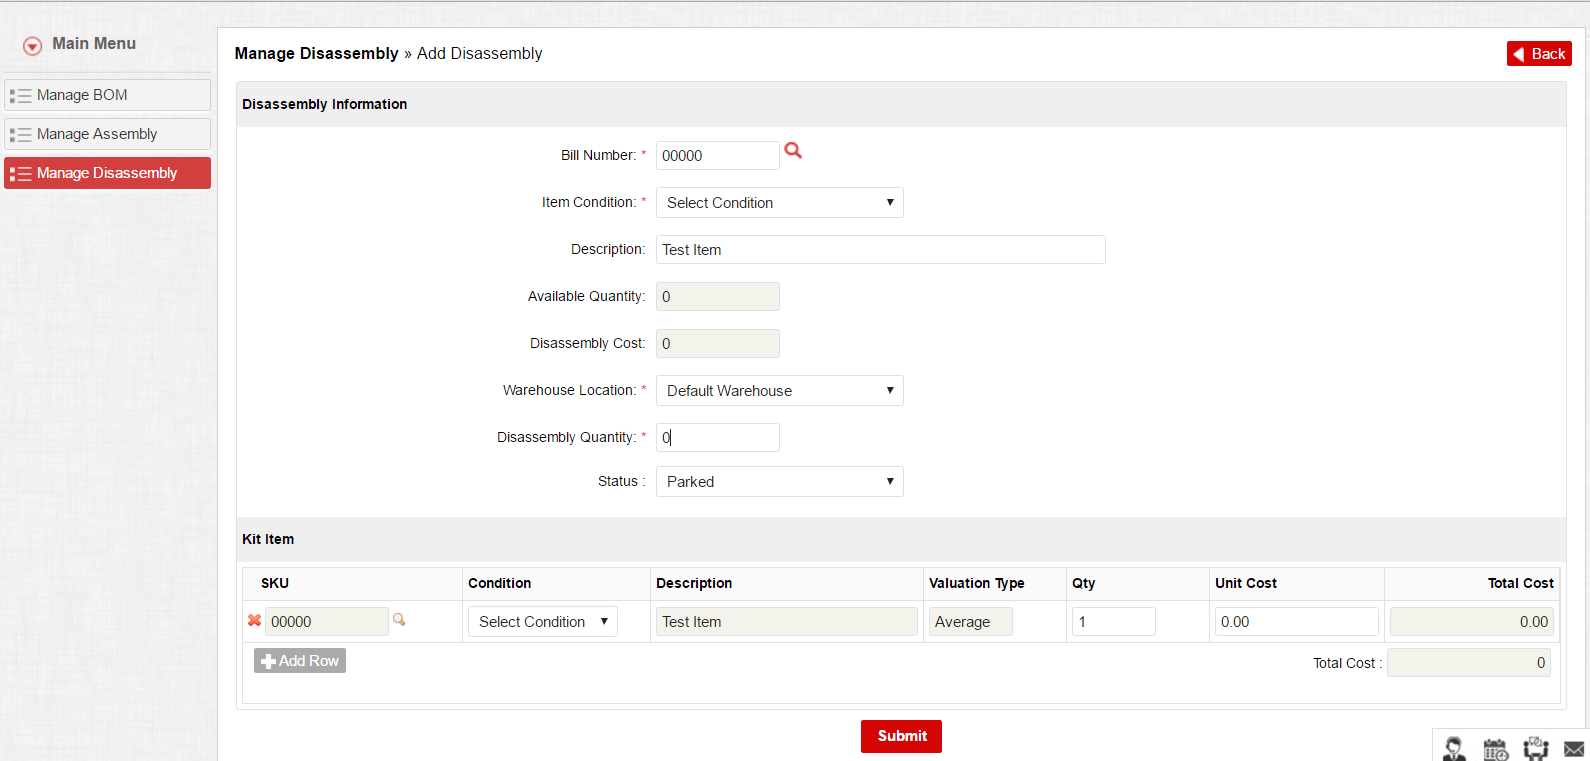 Main Menu
Manage BOM
Manage Assembly
Manage Disassembly
Manage Disassembly » Add Disassembly
Back
Disassembly Information
Bill Number: * 00000
Item Condition: * Select Condition
Description: Test Item
Available Quantity: 0
Disassembly Cost: 0
Warehouse Location: * Default Warehouse
Disassembly Quantity: * 0
Status : Parked
Kit Item
SKU Condition Description Valuation Type Qty Unit Cost Total Cost
00000 Select Condition Test Item Average 1 0.00 0.00
Add Row
Total Cost : 0
Submit